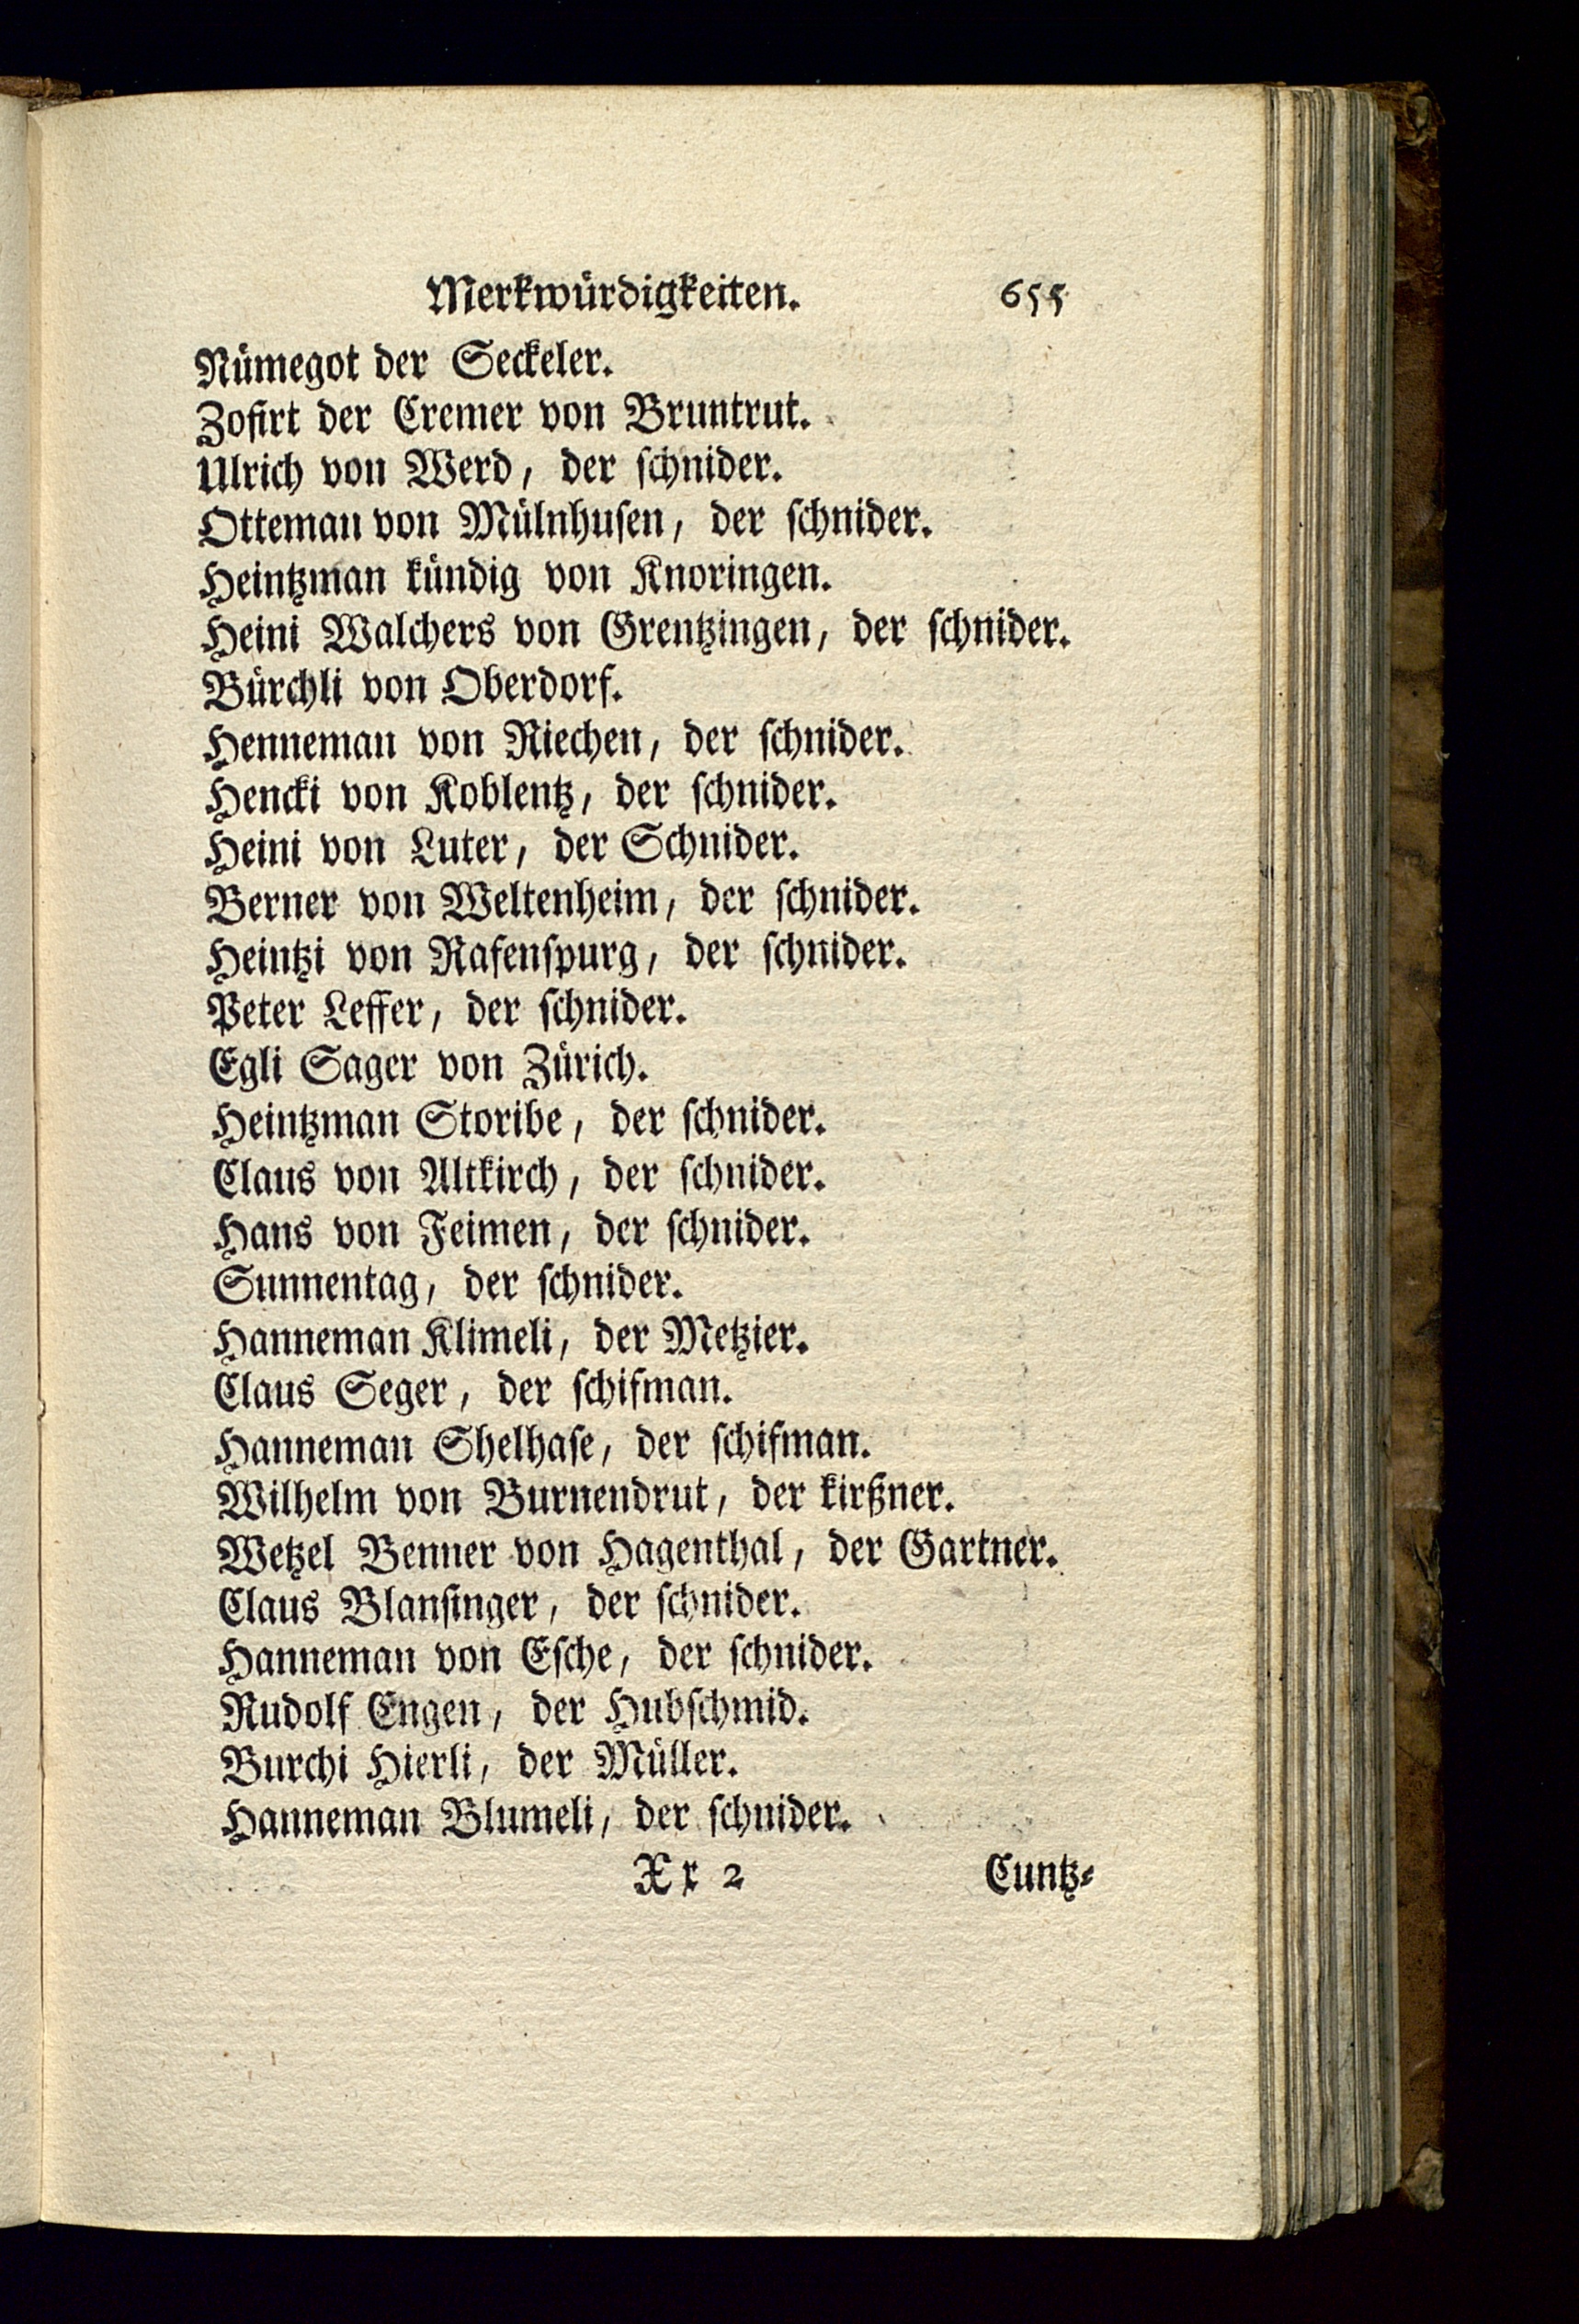 Merkwürdigkeiten. 655
Nümegot der Seckeler.
Zosirt der Cremer von Bruntrut.
Ulrich von Werd, der schnider.
Otteman von Mülnhusen, der schnider.
Heintzman kündig von Knoringen.
Heini Walchers von Grentzingen, der schnider.
Bürchli von Oberdorf.
Henneman von Riechen, der schnider.
Hencki von Koblentz, der schnider.
Heini von Luter, der Schnider.
Berner von Weltenheim, der schnider.
Heintzi von Rafenspurg, der schnider.
Peter Leffer, der schnider.
Egli Sager von Zürich.
Heintzman Storibe, der schnider.
Claus von Altkirch, der schnider.
Hans von Feimen, der schnider.
Sunnentag, der schnider.
Hanneman Klimeli, der Metzier.
Claus Seger, der schifman.
Hanneman Shelhase, der schifman.
Wilhelm von Burnendrut, der kirßner.
Wetzel Benner von Hagenthal, der Gartner.
Claus Blansinger, der schnider.
Hanneman von Esche, der schnider.
Rudolf Engen, der Hubschmid.
Burchi Hierli, der Müller.
Hanneman Blumeli, der schnider.
Xx 2 Cuntz-